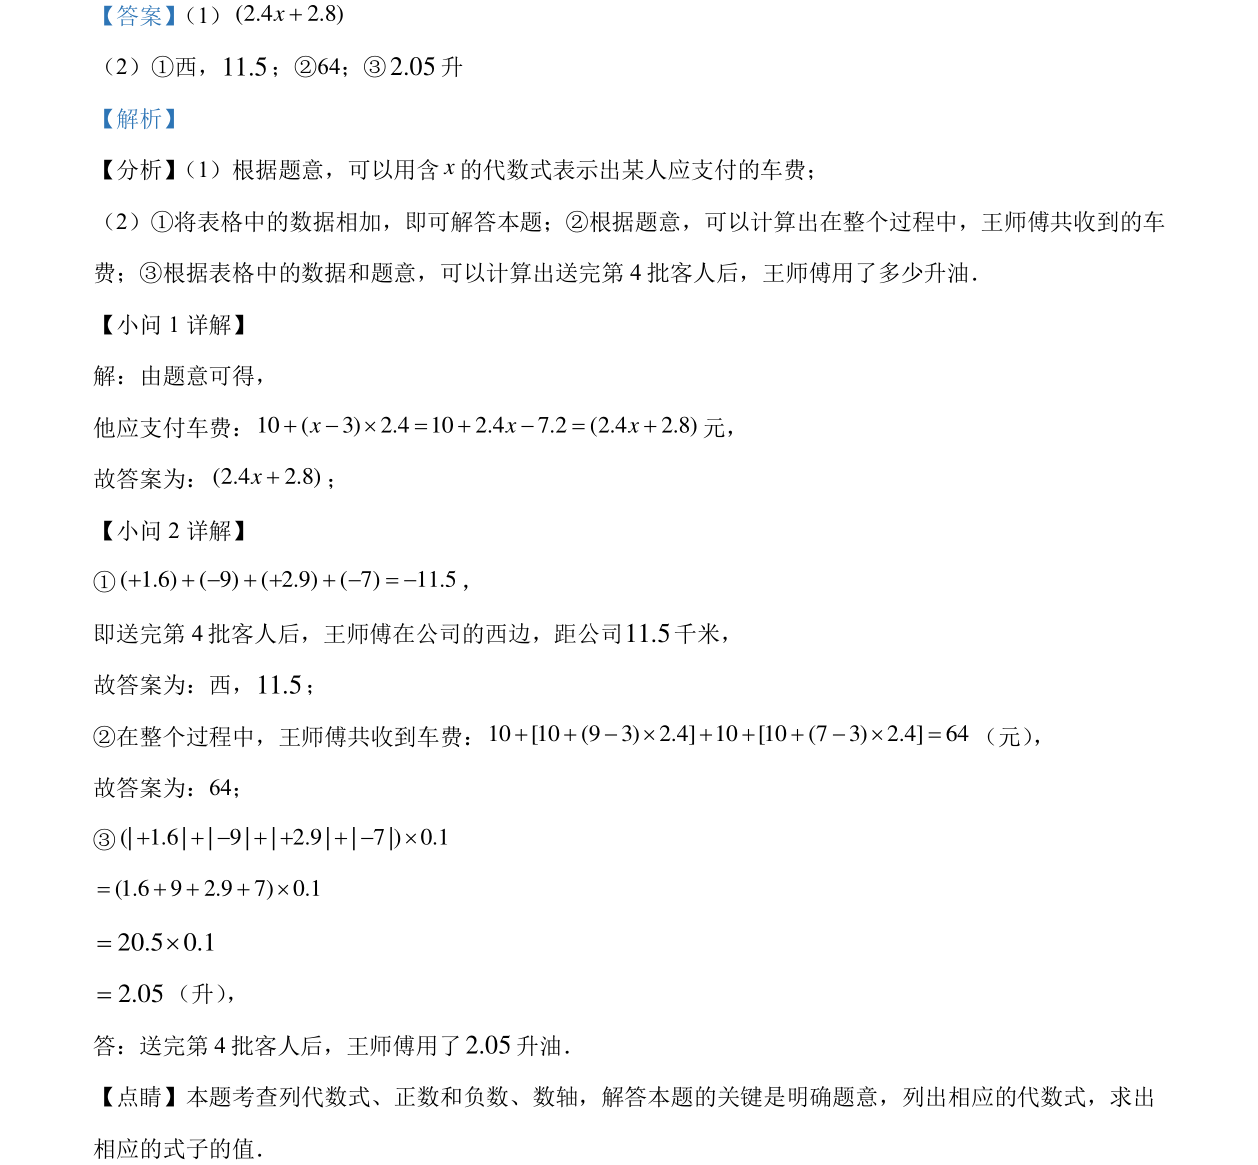 【答案】（1）(2.4x+2.8)
（2）①西，11.5；②64；③2.05升
【解析】
【分析】（1）根据题意，可以用含 x 的代数式表示出某人应支付的车费；
（2）①将表格中的数据相加，即可解答本题；②根据题意，可以计算出在整个过程中，王师傅共收到的车
费；③根据表格中的数据和题意，可以计算出送完第 4 批客人后，王师傅用了多少升油．
【小问 1 详解】
解：由题意可得，
他应支付车费：10+(x−3)×2.4=10+2.4x−7.2=(2.4x+2.8) 元，
故答案为：(2.4x+2.8)；
【小问 2 详解】
①(+1.6)+(−9)+(+2.9)+(−7)=−11.5，
即送完第 4 批客人后，王师傅在公司的西边，距公司11.5千米，
故答案为：西，11.5；
②在整个过程中，王师傅共收到车费：10+[10+(9−3)×2.4]+10+[10+(7−3)×2.4]=64（元），
故答案为：64；
③(|+1.6|+|−9|+|+2.9|+|−7|)×0.1
=(1.6+9+2.9+7)×0.1
=20.5×0.1
=2.05（升），
答：送完第 4 批客人后，王师傅用了2.05升油．
【点睛】本题考查列代数式、正数和负数、数轴，解答本题的关键是明确题意，列出相应的代数式，求出
相应的式子的值．